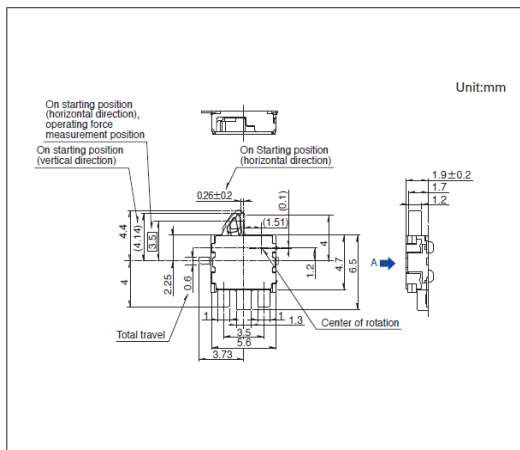 Unit:mm
On starting position
(horizontal direction),
operating force
measurement position
On starting position
(vertical direction)
On Starting position
(horizontal direction)
0.26±0.2
(0.1)
(1.51)
4.4
(4.14)
3.5
4
2.25
0.6
4
1.2
4.7
6.5
1.9±0.2
1.7
1.2
A
Total travel
Center of rotation
1
1
1.3
3.5
5.6
3.73